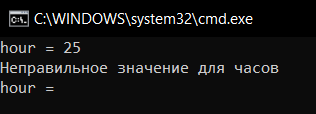 C:\WINDOWS\system32\cmd.exe
hour = 25
Неправильное значение для часов
hour =